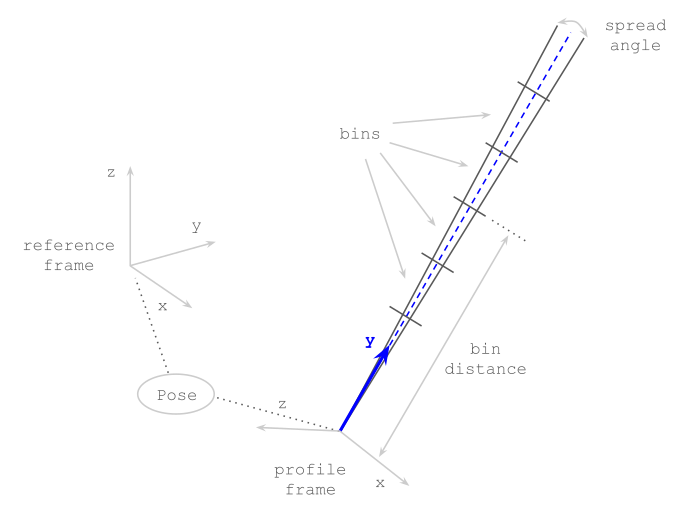 spread
angle
bins
z
y
reference
frame
x
y
bin
distance
Pose
z
profile
frame
x